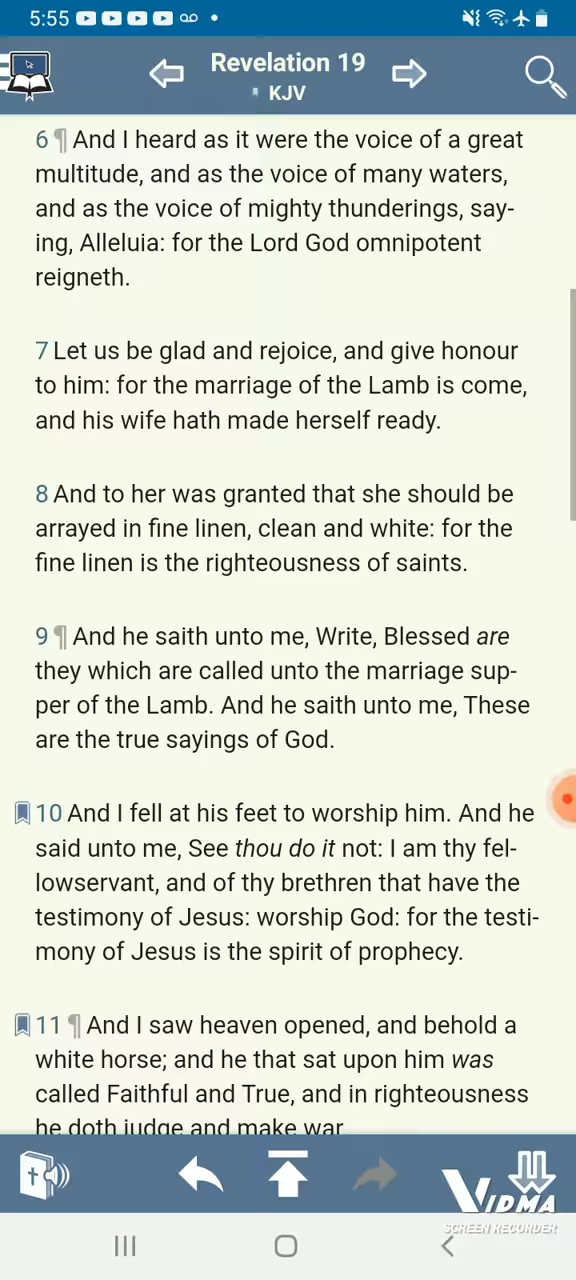 5:55
Revelation 19
KJV
6 ¶ And I heard as it were the voice of a great
multitude, and as the voice of many waters,
and as the voice of mighty thunderings, say-
ing, Alleluia: for the Lord God omnipotent
reigneth.
7 Let us be glad and rejoice, and give honour
to him: for the marriage of the Lamb is come,
and his wife hath made herself ready.
8 And to her was granted that she should be
arrayed in fine linen, clean and white: for the
fine linen is the righteousness of saints.
9 ¶ And he saith unto me, Write, Blessed are
they which are called unto the marriage sup-
per of the Lamb. And he saith unto me, These
are the true sayings of God.
10 And I fell at his feet to worship him. And he
said unto me, See thou do it not: I am thy fel-
lowservant, and of thy brethren that have the
testimony of Jesus: worship God: for the testi-
mony of Jesus is the spirit of prophecy.
11 ¶ And I saw heaven opened, and behold a
white horse; and he that sat upon him was
called Faithful and True, and in righteousness
he doth judge and make war.
VIDMA
SCREEN RECORDER